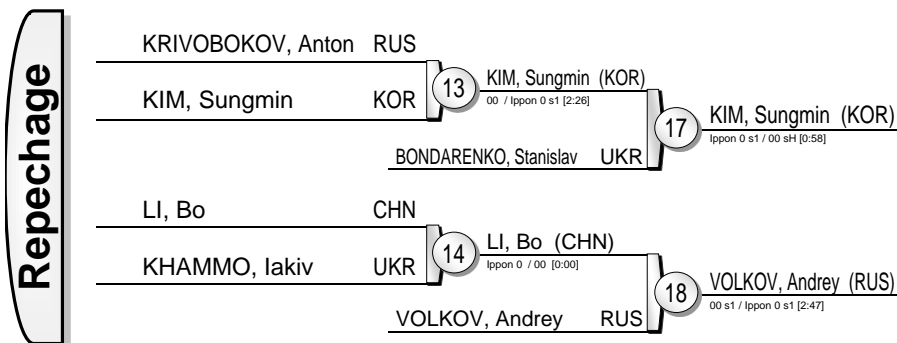 Repechage
KRIVOBOKOV, Anton RUS
KIM, Sungmin KOR
13
KIM, Sungmin (KOR)
00 / Ippon 0 s1 [2:26]
BONDARENKO, Stanislav UKR
17
KIM, Sungmin (KOR)
Ippon 0 s1 / 00 sH [0:58]
LI, Bo CHN
KHAMMO, Iakiv UKR
14
LI, Bo (CHN)
Ippon 0 / 00 [0:00]
VOLKOV, Andrey RUS
18
VOLKOV, Andrey (RUS)
00 s1 / Ippon 0 s1 [2:47]